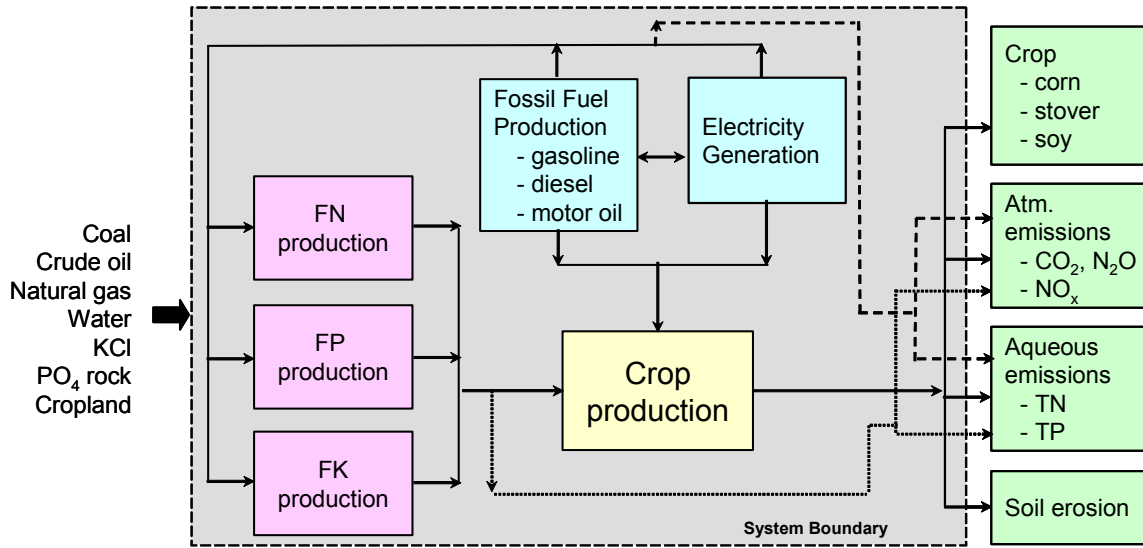 Coal
Crude oil
Natural gas
Water
KCl
PO₄ rock
Cropland
FN
production
FP
production
FK
production
Fossil Fuel
Production
- gasoline
- diesel
- motor oil
Electricity
Generation
Crop
production
System Boundary
Crop
- corn
- stover
- soy
Atm.
emissions
- CO₂, N₂O
- NOₓ
Aqueous
emissions
- TN
- TP
Soil erosion